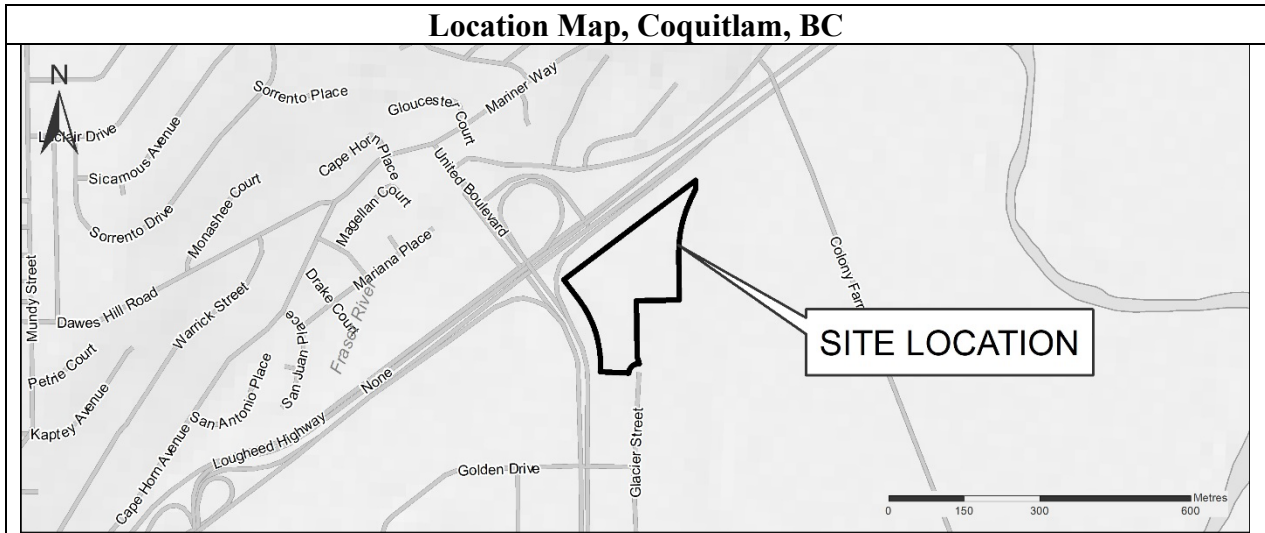 Location Map, Coquitlam, BC
N
Sorrento Place
Gloucester Court
Mariner Way
Leclair Drive
Sicamous Avenue
Cape Horn Place
United Boulevard
Monashee Court
Magellan Court
Sorrento Drive
Mariana Place
Mundy Street
Drake Court
Colony Farm
Dawes Hill Road
Warrick Street
Fraser River
San Juan Place
SITE LOCATION
Petrie Court
None
San Antonio Place
Kaptey Avenue
Lougheed Highway
Glacier Street
Cape Horn Avenue
Golden Drive
Metres
0 150 300 600